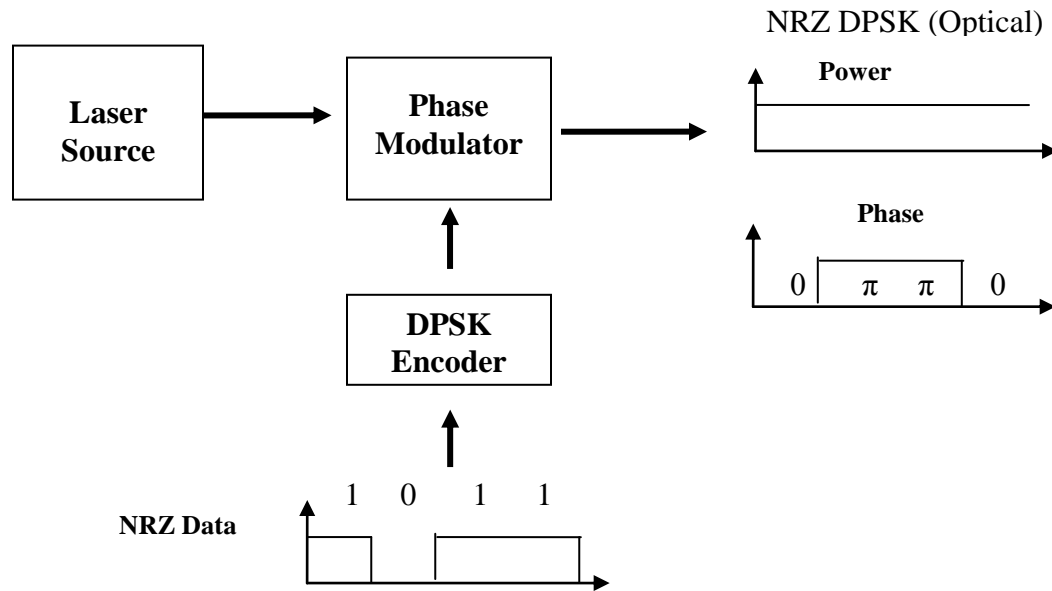 NRZ DPSK (Optical)
Power
Laser
Source
Phase
Modulator
Phase
0 π π 0
DPSK
Encoder
1 0 1 1
NRZ Data